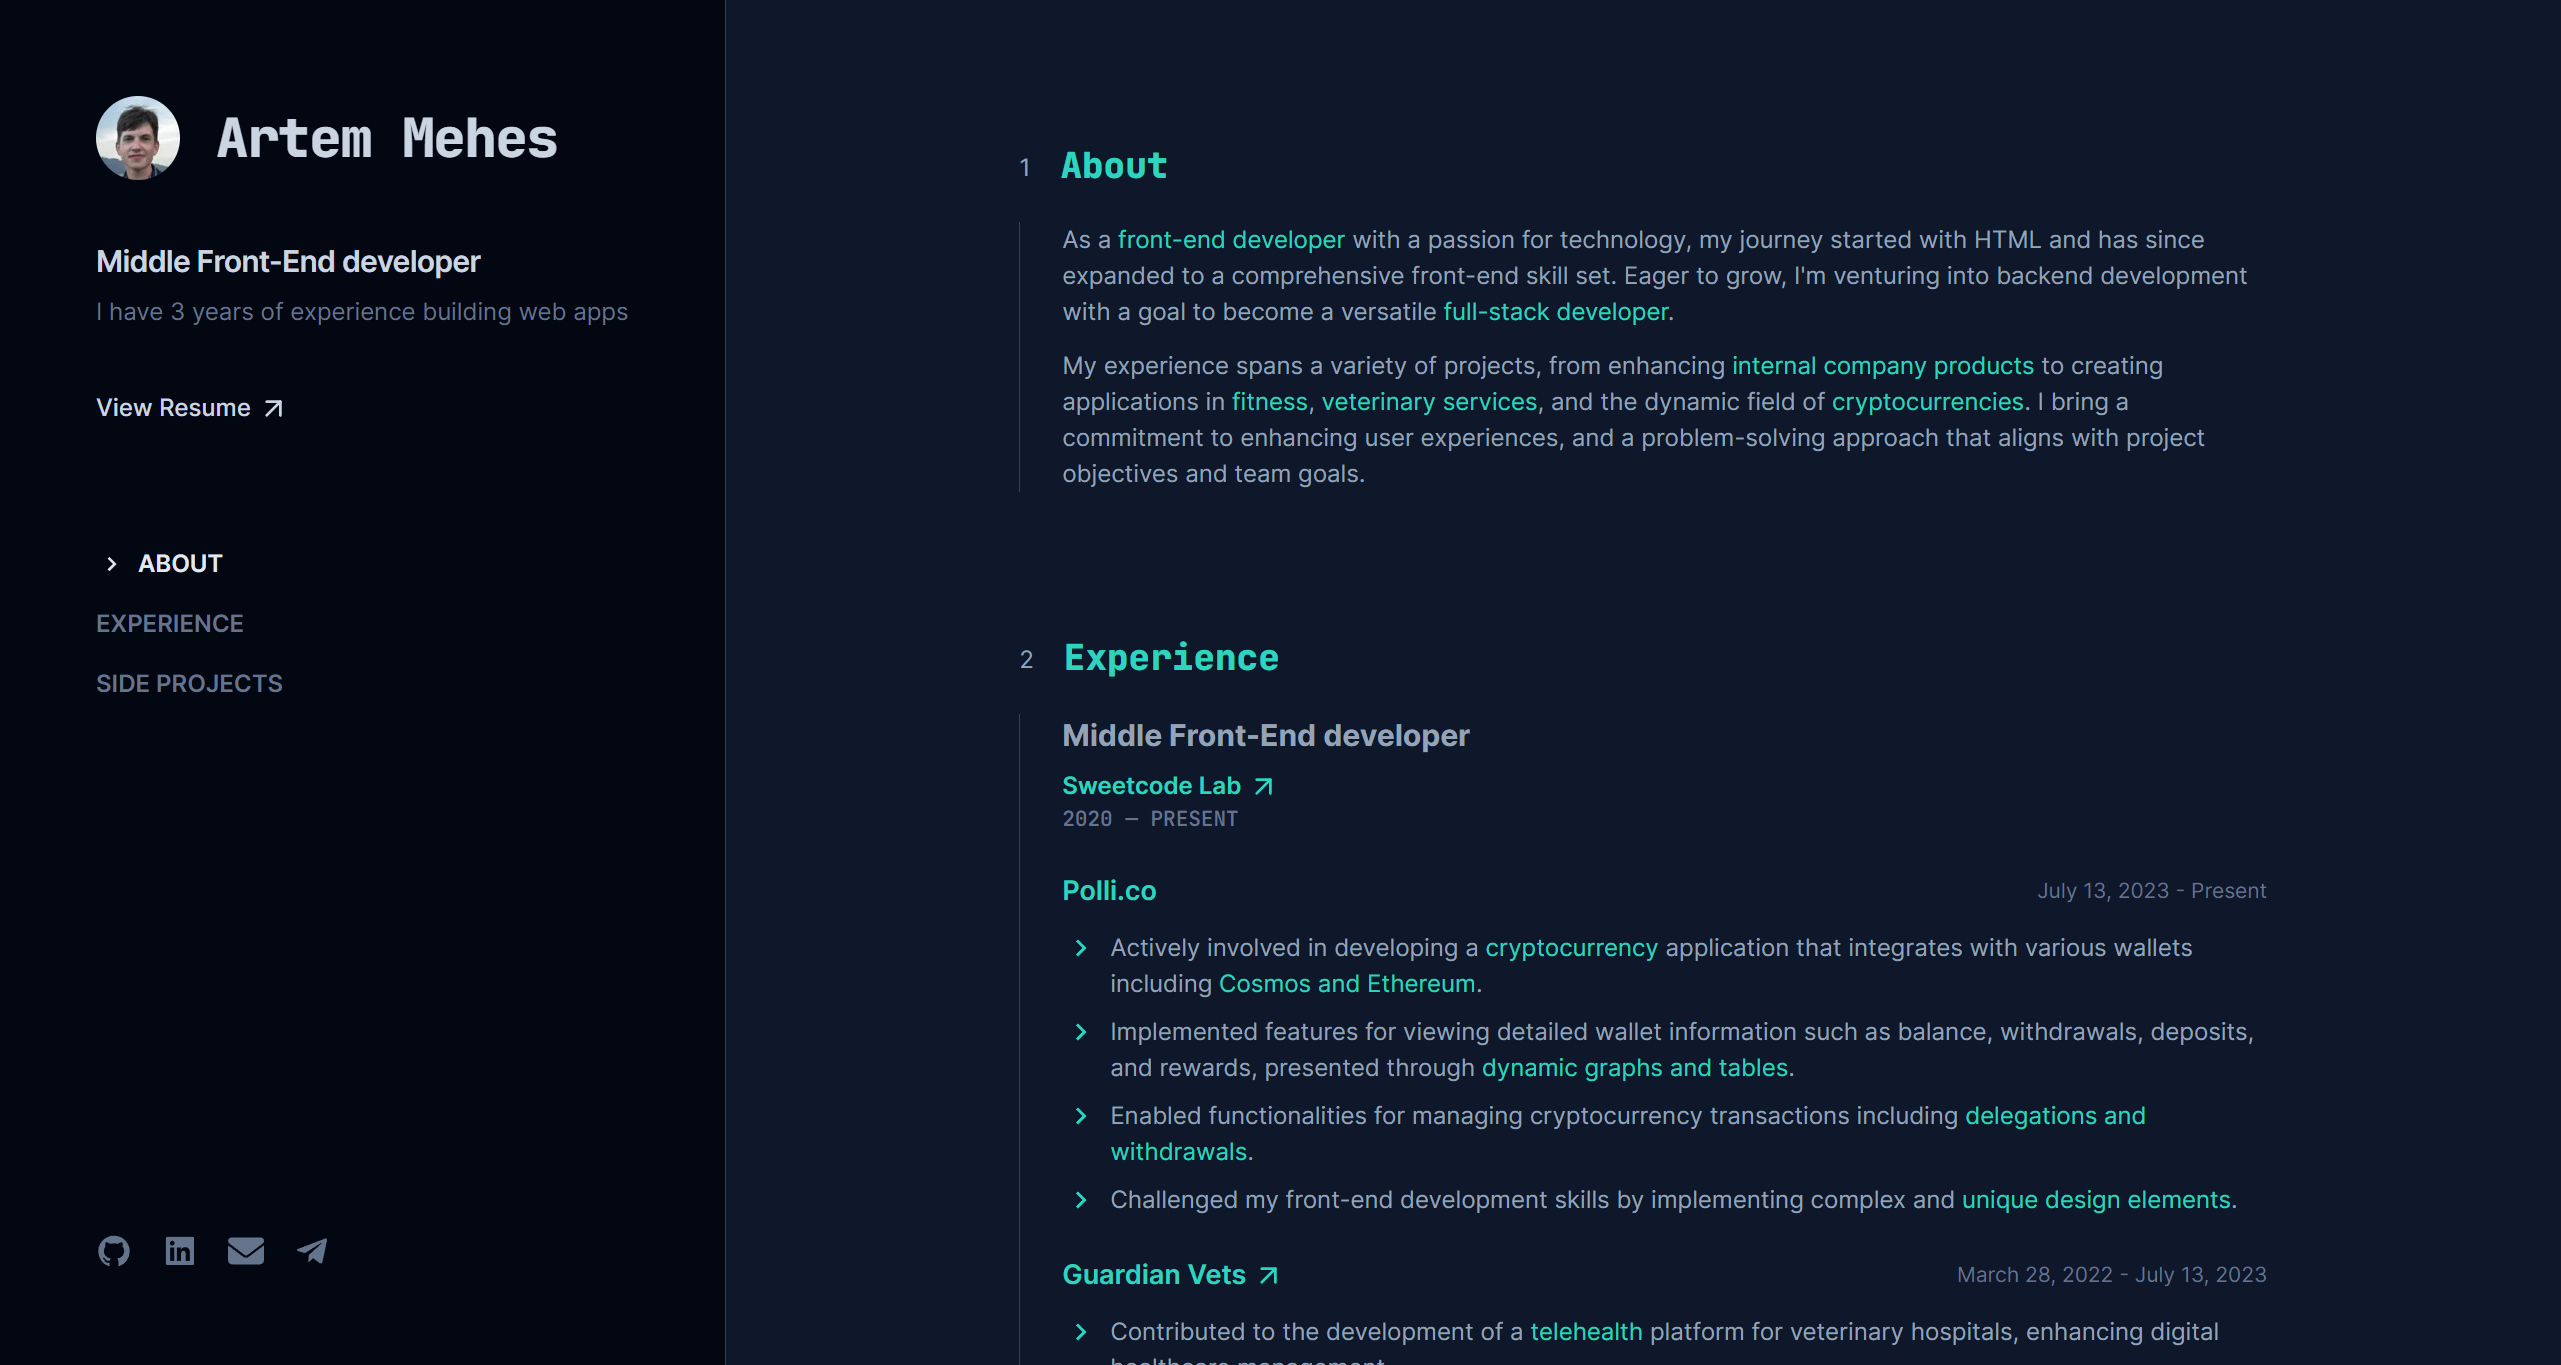 Artem Mehes
Middle Front-End developer
I have 3 years of experience building web apps
View Resume
ABOUT
EXPERIENCE
SIDE PROJECTS
1 About
As a front-end developer with a passion for technology, my journey started with HTML and has since
expanded to a comprehensive front-end skill set. Eager to grow, I'm venturing into backend development
with a goal to become a versatile full-stack developer.
My experience spans a variety of projects, from enhancing internal company products to creating
applications in fitness, veterinary services, and the dynamic field of cryptocurrencies. I bring a
commitment to enhancing user experiences, and a problem-solving approach that aligns with project
objectives and team goals.
2 Experience
Middle Front-End developer
Sweetcode Lab
2020 — PRESENT
Polli.co July 13, 2023 - Present
Actively involved in developing a cryptocurrency application that integrates with various wallets
including Cosmos and Ethereum.
Implemented features for viewing detailed wallet information such as balance, withdrawals, deposits,
and rewards, presented through dynamic graphs and tables.
Enabled functionalities for managing cryptocurrency transactions including delegations and
withdrawals.
Challenged my front-end development skills by implementing complex and unique design elements.
Guardian Vets March 28, 2022 - July 13, 2023
Contributed to the development of a telehealth platform for veterinary hospitals, enhancing digital
healthcare management.